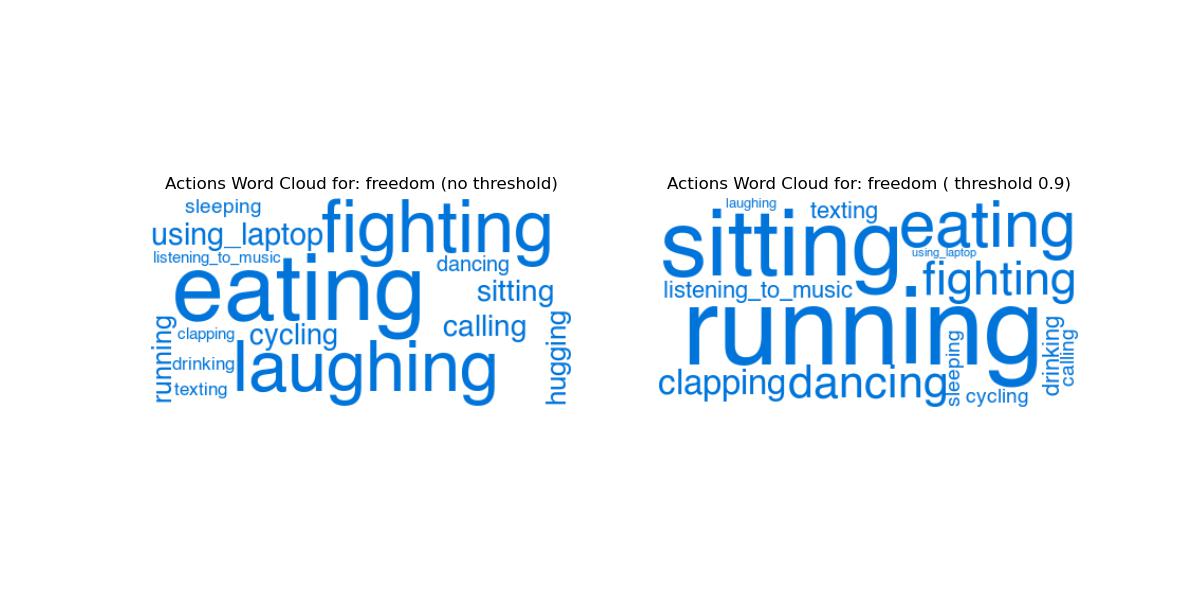 Actions Word Cloud for: freedom (no threshold)
sleeping
fighting
using_laptop
listening_to_music
dancing
eating
sitting
calling
running
clapping
cycling
hugging
drinking
laughing
texting
Actions Word Cloud for: freedom ( threshold 0.9)
laughing
texting
eating
sitting
using_laptop
fighting
listening_to_music
running
clapping
dancing
sleeping
cycling
drinking
calling